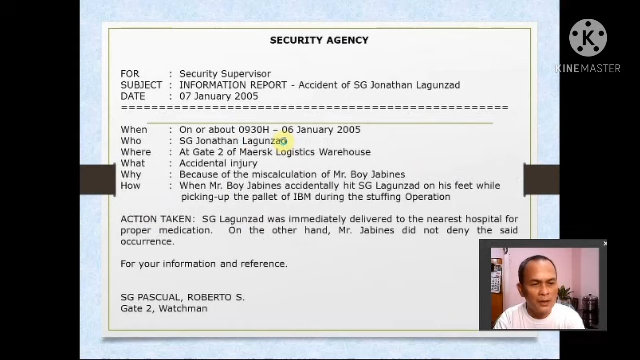 SECURITY AGENCY
FOR : Security Supervisor
SUBJECT : INFORMATION REPORT - Accident of SG Jonathan Lagunzad
DATE : 07 January 2005
================================================
When : On or about 0930H – 06 January 2005
Who : SG Jonathan Lagunzad
Where : At Gate 2 of Maersk Logistics Warehouse
What : Accidental injury
Why : Because of the miscalculation of Mr. Boy Jabines
How : When Mr. Boy Jabines accidentally hit SG Lagunzad on his feet while
picking-up the pallet of IBM during the stuffing Operation
ACTION TAKEN: SG Lagunzad was immediately delivered to the nearest hospital for
proper medication. On the other hand, Mr. Jabines did not deny the said
occurrence.
For your information and reference.
SG PASCUAL, ROBERTO S.
Gate 2, Watchman
K
KINEMASTER